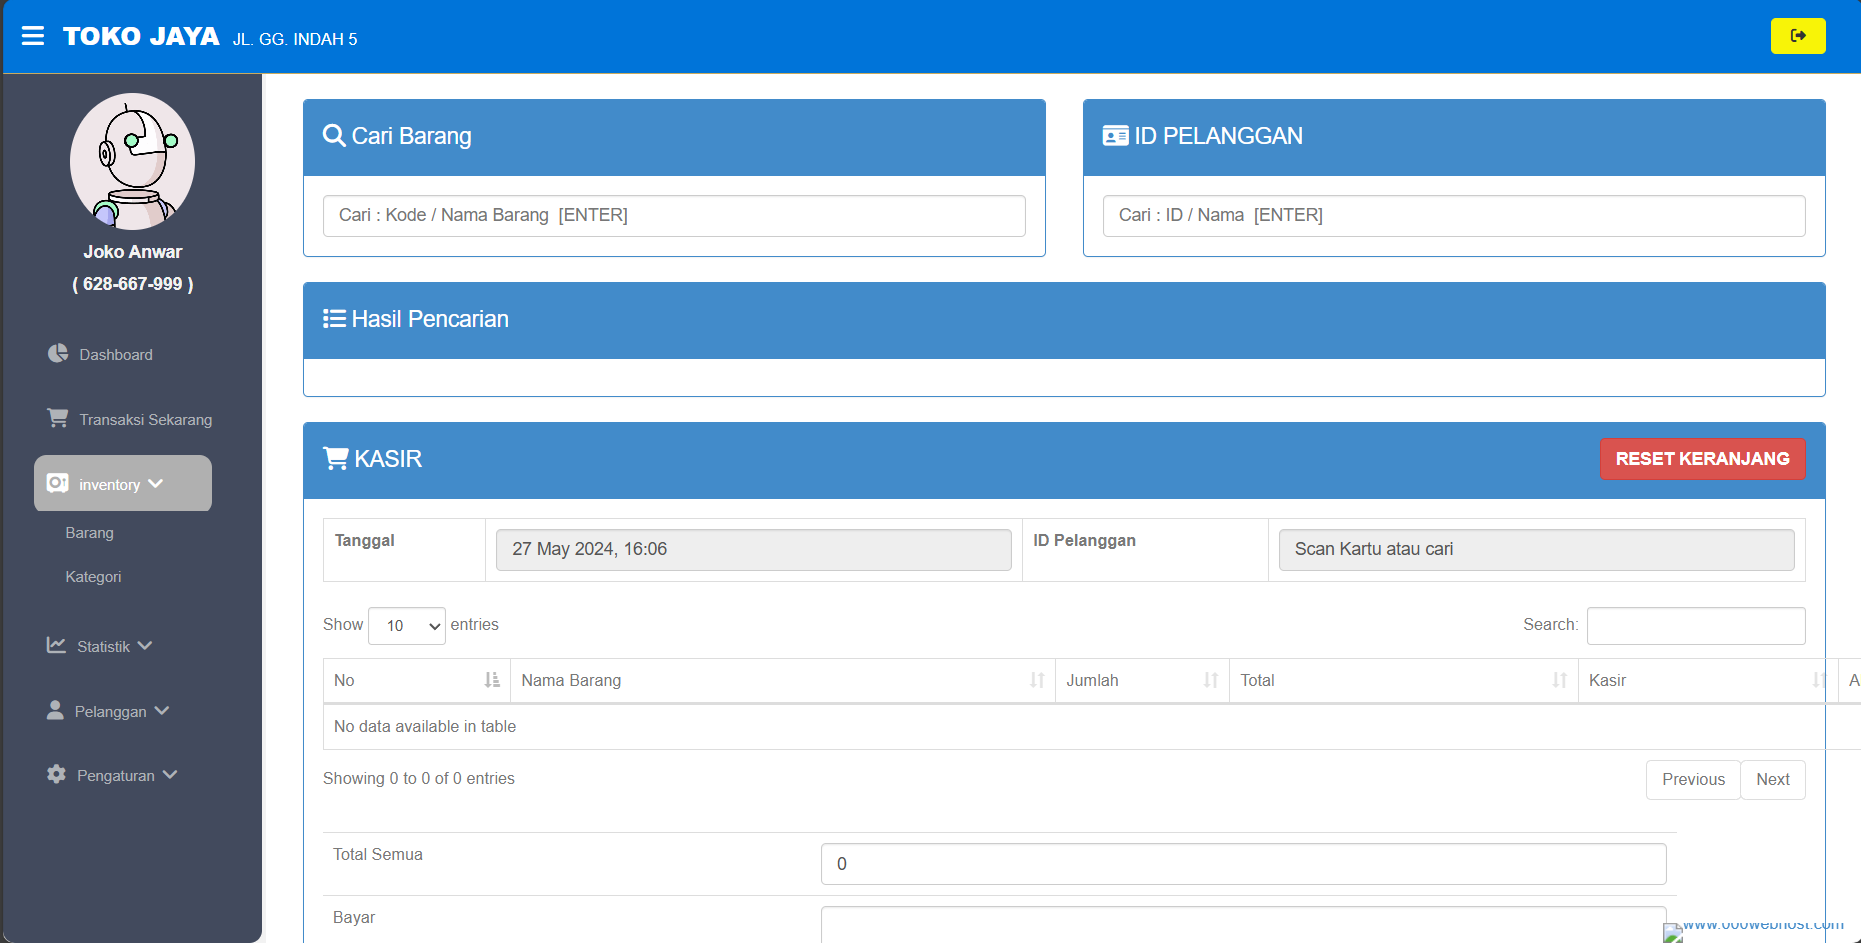 TOKO JAYA JL. GG. INDAH 5
Joko Anwar
( 628-667-999 )
Dashboard
Transaksi Sekarang
inventory
Barang
Kategori
Statistik
Pelanggan
Pengaturan
Cari Barang
Cari : Kode / Nama Barang [ENTER]
ID PELANGGAN
Cari : ID / Nama [ENTER]
Hasil Pencarian
KASIR
RESET KERANJANG
Tanggal
27 May 2024, 16:06
ID Pelanggan
Scan Kartu atau cari
Show 10 entries
Search:
No Nama Barang Jumlah Total Kasir A
No data available in table
Showing 0 to 0 of 0 entries
Previous Next
Total Semua
0
Bayar
www.000webhost.com